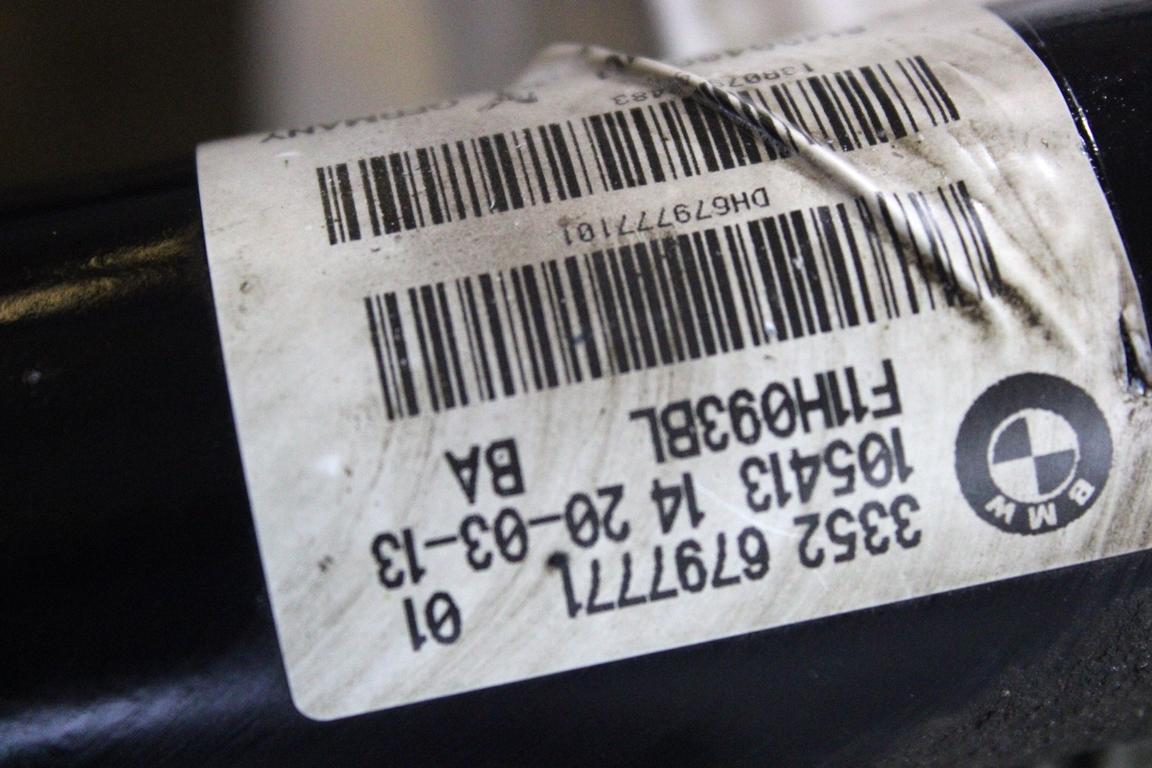 BMW
3352 6797771 01
105413 14 20-03-13
F11H093BL BA
DH679777101
GERMANY